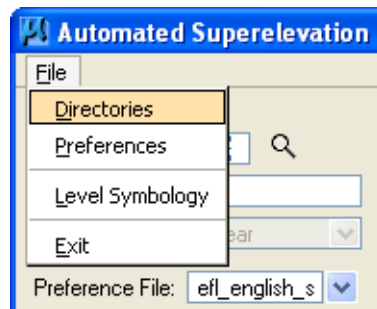 Automated Superelevation
File
Directories
Preferences
Level Symbology
Exit
Preference File: efl_english_s